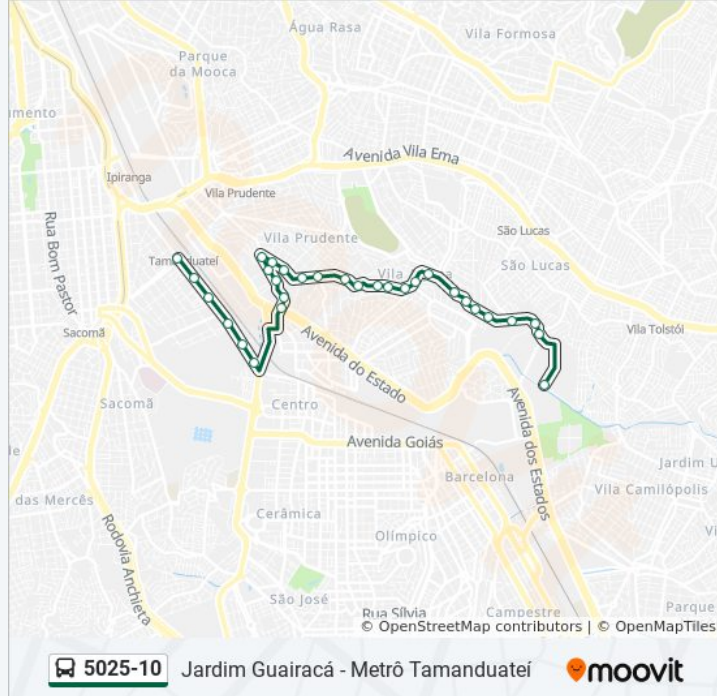 Água Rasa
Vila Formosa
Parque
da Mooca
umento
Avenida Vila Ema
Ipiranga
Vila Prudente
Rua Bom Pastor
São Lucas
Vila Prudente
São Lucas
Vila Tolstói
Sacomã
Avenida do Estado
Sacomã
Centro
Avenida Goiás
Avenida dos Estados
Jardim U
Barcelona
Vila Camilópolis
das Mercês
Cerâmica
Olímpico
Rodovia Anchieta
São José
Rua Sílvia
Campestre
Parque
© OpenStreetMap contributors | © OpenMapTiles
5025-10 Jardim Guairacá - Metrô Tamanduateí moovit